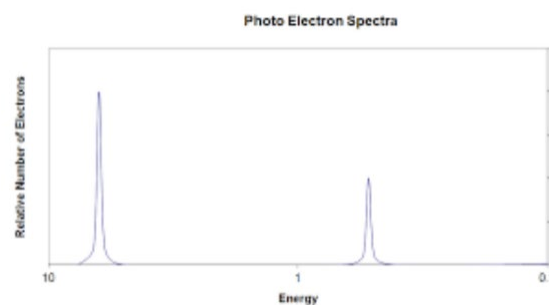 Photo Electron Spectra
Relative Number of Electrons
10
1
0.
Energy